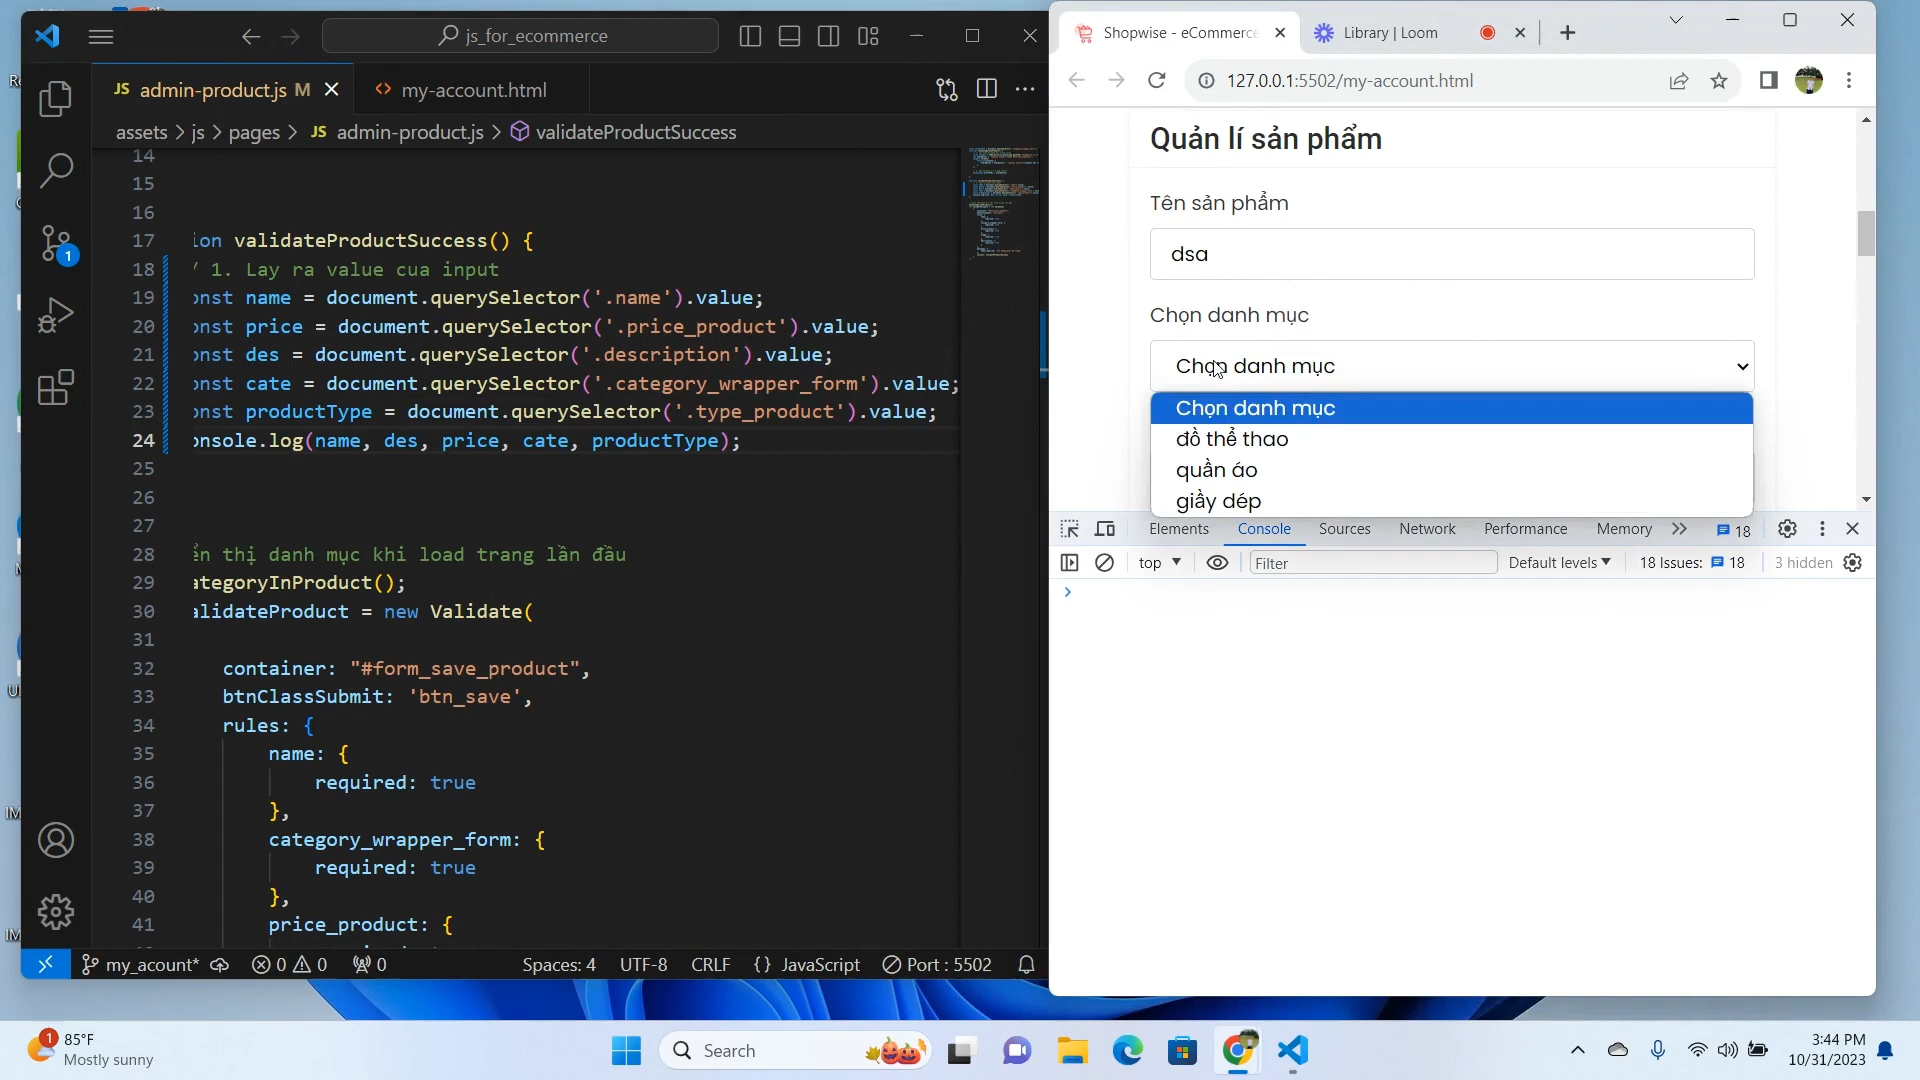 js_for_ecommerce
JS admin-product.js M
my-account.html
assets > js > pages > JS admin-product.js > validateProductSuccess
14
15
16
17 ion validateProductSuccess() {
18 / 1. Lay ra value cua input
19 onst name = document.querySelector('.name').value;
20 onst price = document.querySelector('.price_product').value;
21 onst des = document.querySelector('.description').value;
22 onst cate = document.querySelector('.category_wrapper_form').value;
23 onst productType = document.querySelector('.type_product').value;
24 onsole.log(name, des, price, cate, productType);
25
26
27
28 ển thị danh mục khi load trang lần đầu
29 ategoryInProduct();
30 alidateProduct = new Validate(
31
32 container: "#form_save_product",
33 btnClassSubmit: 'btn_save',
34 rules: {
35 name: {
36 required: true
37 },
38 category_wrapper_form: {
39 required: true
40 },
41 price_product: {
1
my_acount* 0 0 0 Spaces: 4 UTF-8 CRLF {} JavaScript Port : 5502
Shopwise - eCommerce
Library | Loom
127.0.0.1:5502/my-account.html
Quản lí sản phẩm
Tên sản phẩm
dsa
Chọn danh mục
Chọn danh mục
Chọn danh mục
đồ thể thao
quần áo
giầy dép
Elements Console Sources Network Performance Memory 18
top Filter Default levels 18 Issues: 18 3 hidden
1
85°F
Mostly sunny
Search
3:44 PM
10/31/2023